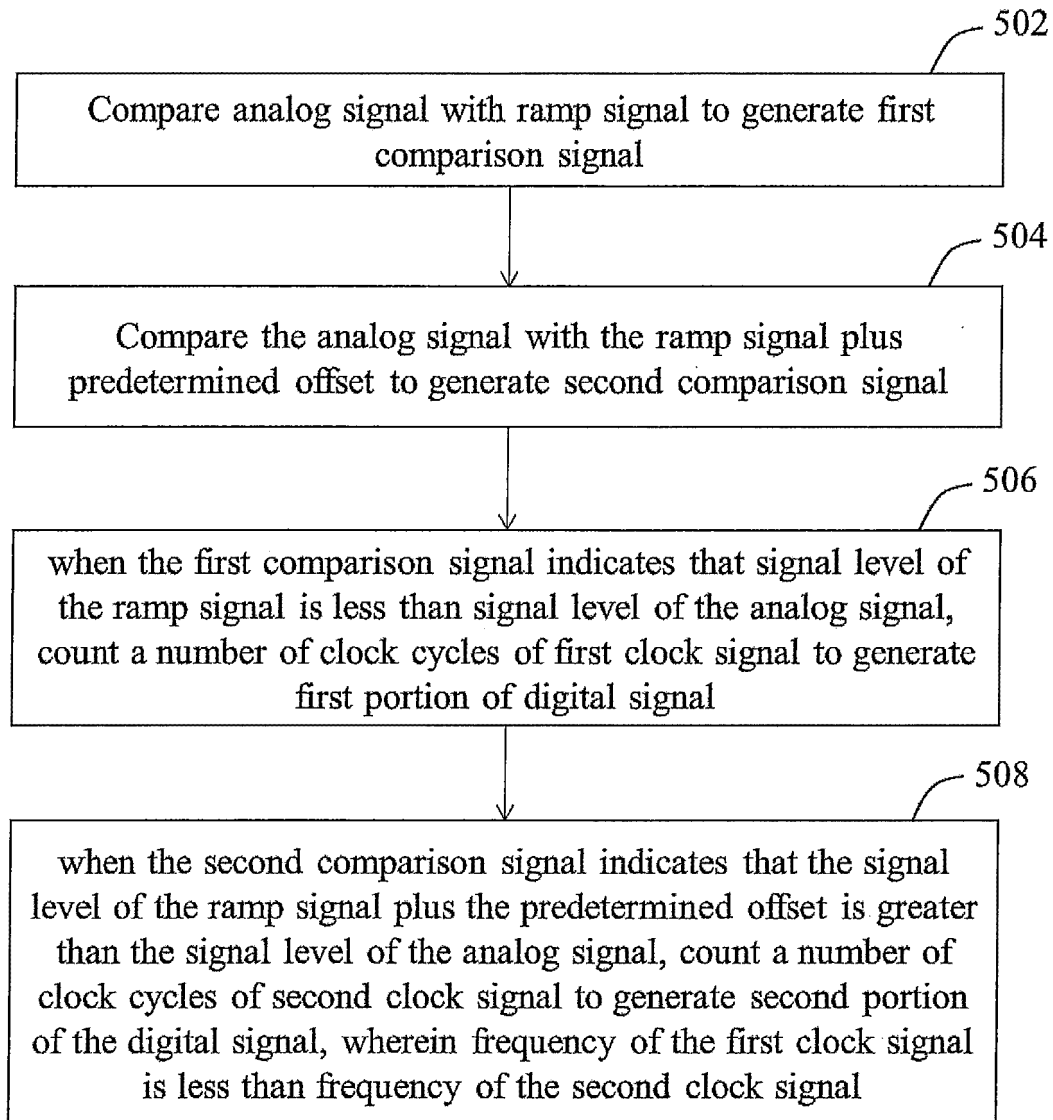 502
Compare analog signal with ramp signal to generate first
comparison signal
504
Compare the analog signal with the ramp signal plus
predetermined offset to generate second comparison signal
506
when the first comparison signal indicates that signal level of
the ramp signal is less than signal level of the analog signal,
count a number of clock cycles of first clock signal to generate
first portion of digital signal
508
when the second comparison signal indicates that the signal
level of the ramp signal plus the predetermined offset is greater
than the signal level of the analog signal, count a number of
clock cycles of second clock signal to generate second portion
of the digital signal, wherein frequency of the first clock signal
is less than frequency of the second clock signal